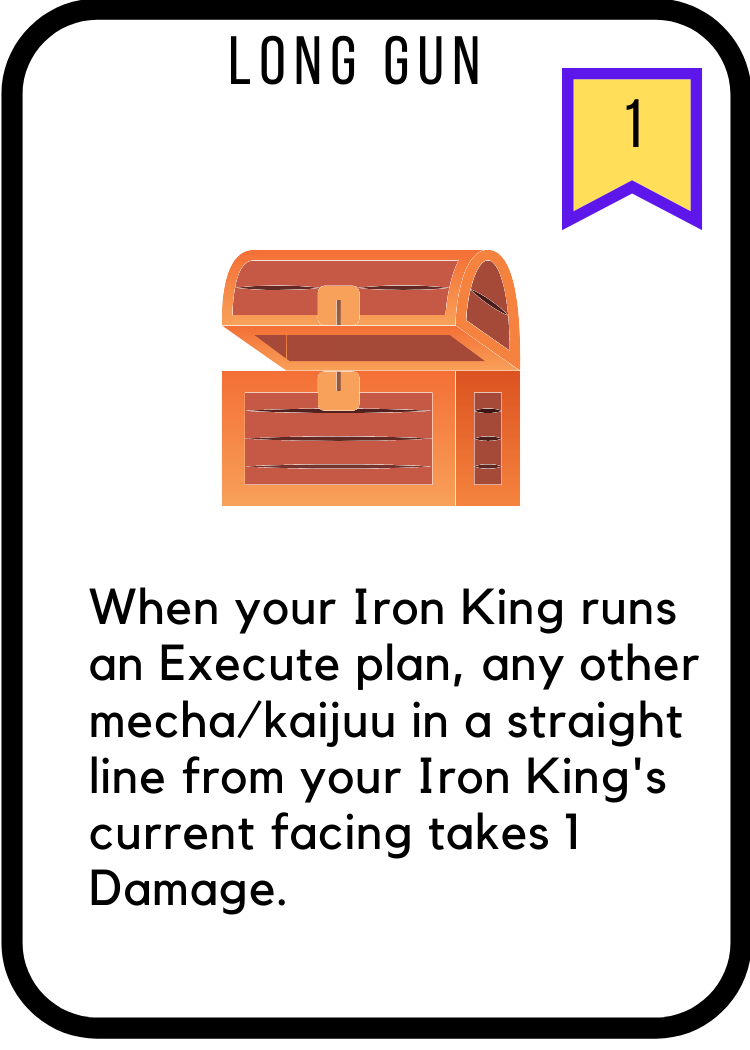 LONG GUN
1
When your Iron King runs
an Execute plan, any other
mecha/kaijuu in a straight
line from your Iron King's
current facing takes 1
Damage.